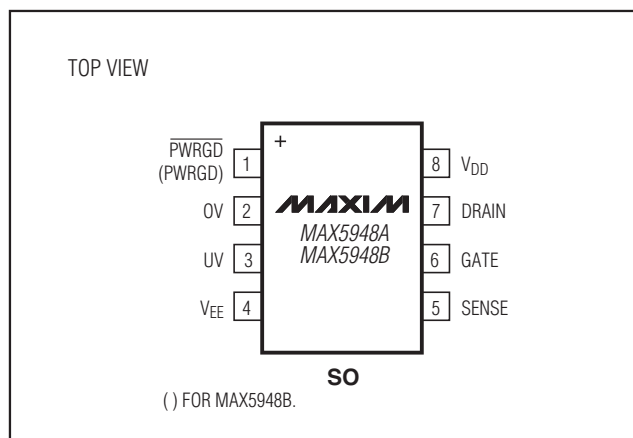 TOP VIEW
PWRGD
(PWRGD)
1
+
8
VDD
OV
2
MAXIM
7
DRAIN
MAX5948A
UV
3
MAX5948B
6
GATE
VEE
4
5
SENSE
SO
( ) FOR MAX5948B.